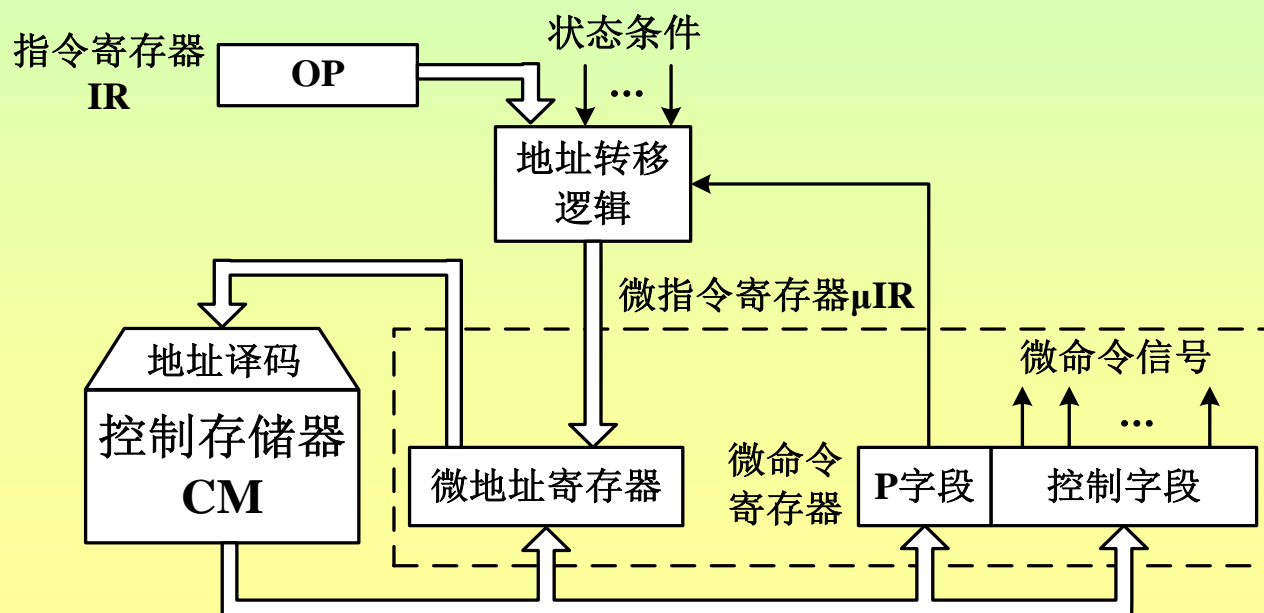 指令寄存器
IR
OP
状态条件
...
地址转移
逻辑
微指令寄存器μIR
地址译码
控制存储器
CM
微地址寄存器
微命令
寄存器
微命令信号
...
P字段
控制字段